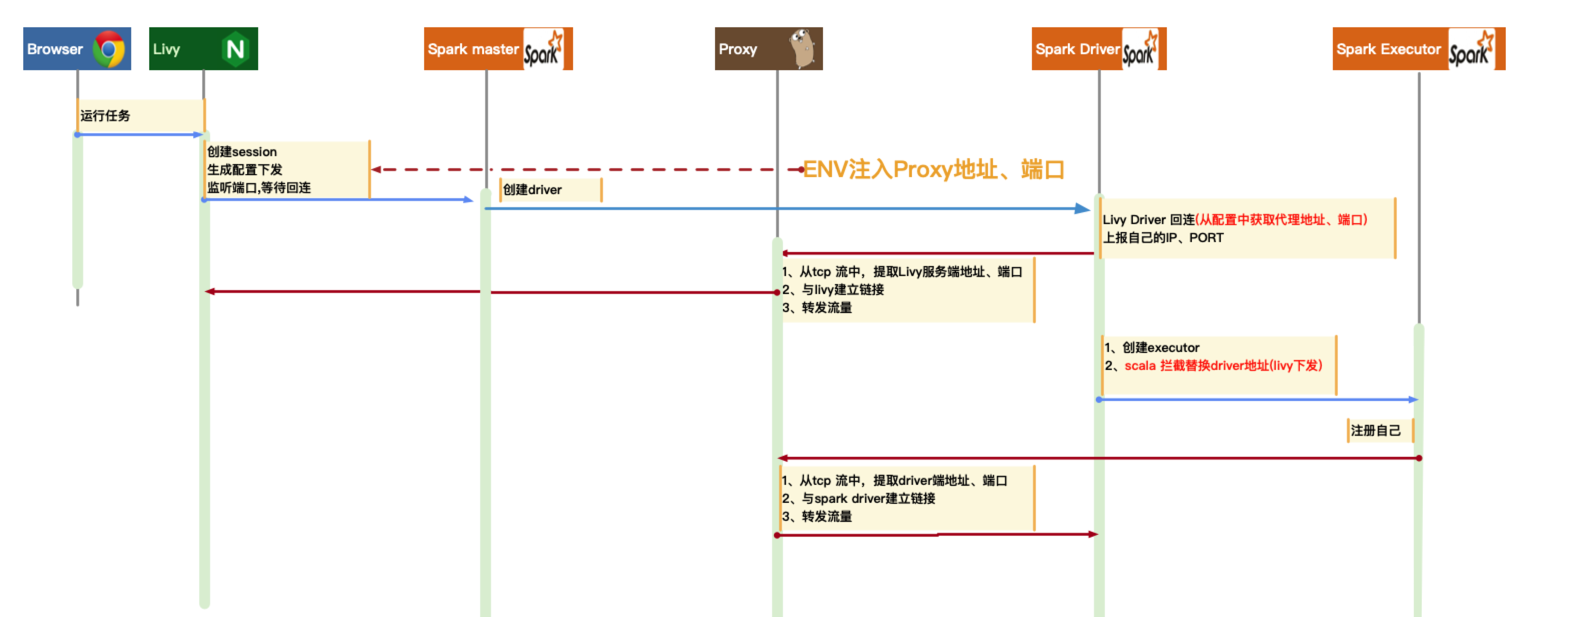 Browser
Livy
N
Spark master
Spark
Proxy
Spark Driver
Spark
Spark Executor
Spark
运行任务
创建session
生成配置下发
监听端口,等待回连
ENV注入Proxy地址、端口
创建driver
Livy Driver 回连(从配置中获取代理地址、端口)
上报自己的IP、PORT
1、从tcp 流中，提取Livy服务端地址、端口
2、与livy建立链接
3、转发流量
1、创建executor
2、scala 拦截替换driver地址(livy下发)
注册自己
1、从tcp 流中，提取driver端地址、端口
2、与spark driver建立链接
3、转发流量